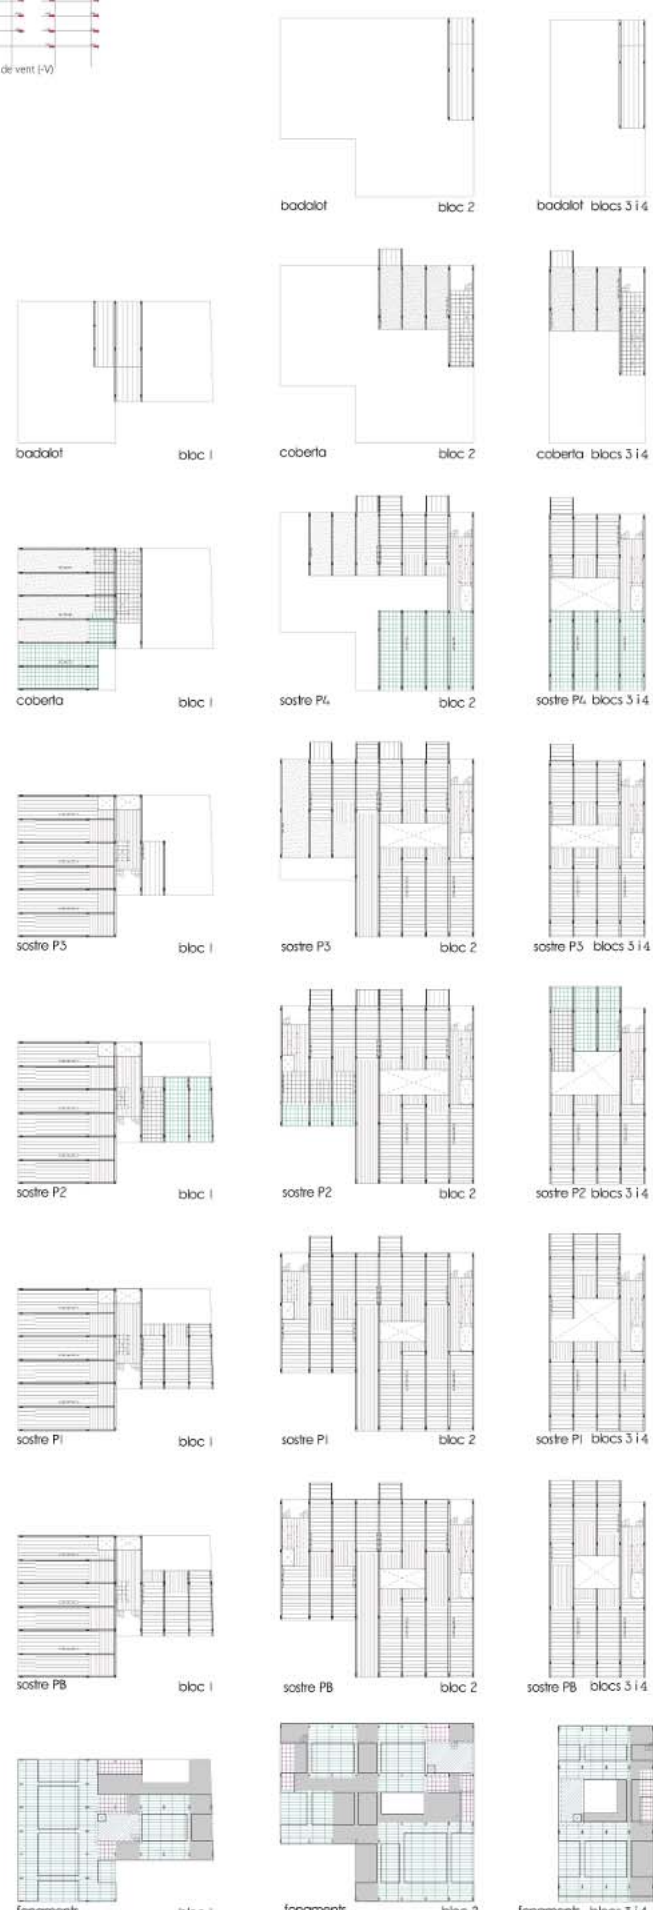 de vent (-V)
badalot bloc 2
badalot blocs 3 i 4
badalot bloc 1
coberta bloc 2
coberta blocs 3 i 4
coberta bloc 1
sostre P4 bloc 2
sostre P4 blocs 3 i 4
sostre P3 bloc 1
sostre P3 bloc 2
sostre P3 blocs 3 i 4
sostre P2 bloc 1
sostre P2 bloc 2
sostre P2 blocs 3 i 4
sostre P1 bloc 1
sostre P1 bloc 2
sostre P1 blocs 3 i 4
sostre PB bloc 1
sostre PB bloc 2
sostre PB blocs 3 i 4
fonaments bloc 1
fonaments bloc 2
fonaments blocs 3 i 4